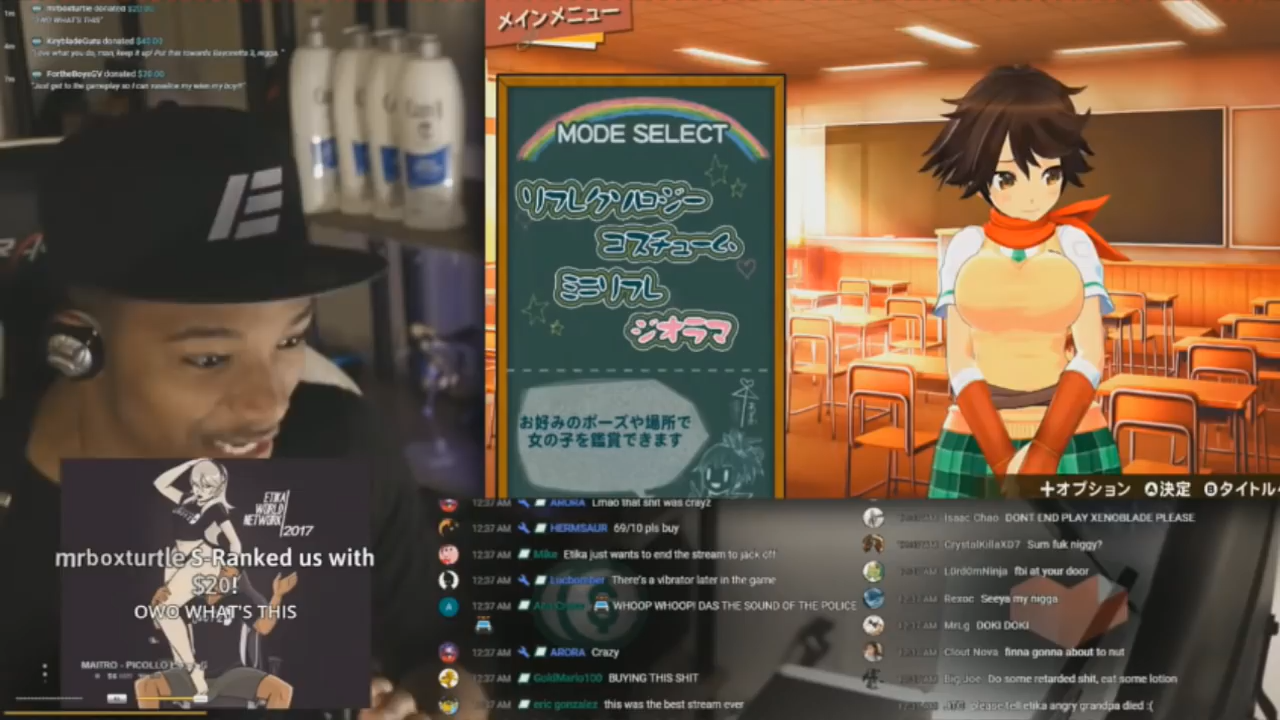 1m mrboxturtle donated $20.00
"OWO WHAT'S THIS"
4m KeybladeGuru donated $40.00
"Love what you do, man, keep it up! Put this towards Bayonetta 3, nigga."
7m FortheBoysGV donated
"Just get to the gameplay so I can my boy!!"
E
メインメニュー
MODE SELECT
リフレクソロジー
コスチューム
ミニリフレ
ジオラマ
お好みのポーズや場所で
女の子を鑑賞できます
+オプション Ⓐ決定 Ⓑタイトル
ETIKA
WORLD
NETWORK
2017
mrboxturtle S-Ranked us with
$20!
OWO WHAT'S THIS
MAITRO - PICOLLO
12:37 AM ARORA Lmao that shit was crayz
12:37 AM HERMSAUR 69/10 pls buy
12:37 AM Mike Etika just wants to end the stream to jack off
12:37 AM Lucbomber There's a vibrator later in the game
12:37 AM WHOOP WHOOP! DAS THE SOUND OF THE POLICE
12:37 AM ARORA Crazy
12:37 AM GoldMario100 BUYING THIS SHIT
12:37 AM eric gonzalez this was the best stream ever
Isaac Chao DONT END PLAY XENOBLADE PLEASE
CrystalKillaXD7 Sum fuk niggy?
L0rd0mNinja fbi at your door
Rexoc Seeya my nigga
MrLg DOKI DOKI
Clout Nova finna gonna about to nut
Big Joe Do some retarded shit, eat some lotion
JTG please tell etika angry grandpa died :(